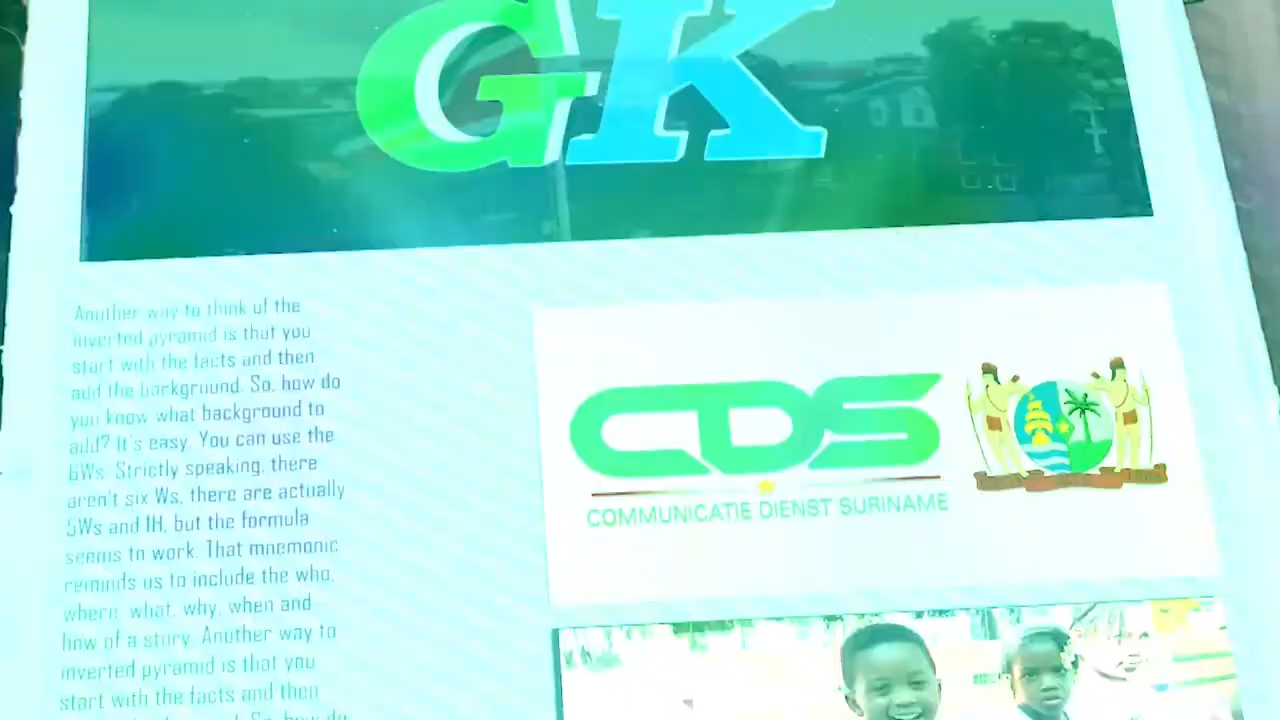 GK
Another way to think of the
inverted pyramid is that you
start with the facts and then
add the background. So, how do
you know what background to
add? It's easy. You can use the
6Ws. Strictly speaking, there
aren't six Ws, there are actually
5Ws and 1H, but the formula
seems to work. That mnemonic
reminds us to include the who,
where, what, why, when and
how of a story. Another way to
inverted pyramid is that you
start with the facts and then
So, how do
CDS
COMMUNICATIE DIENST SURINAME